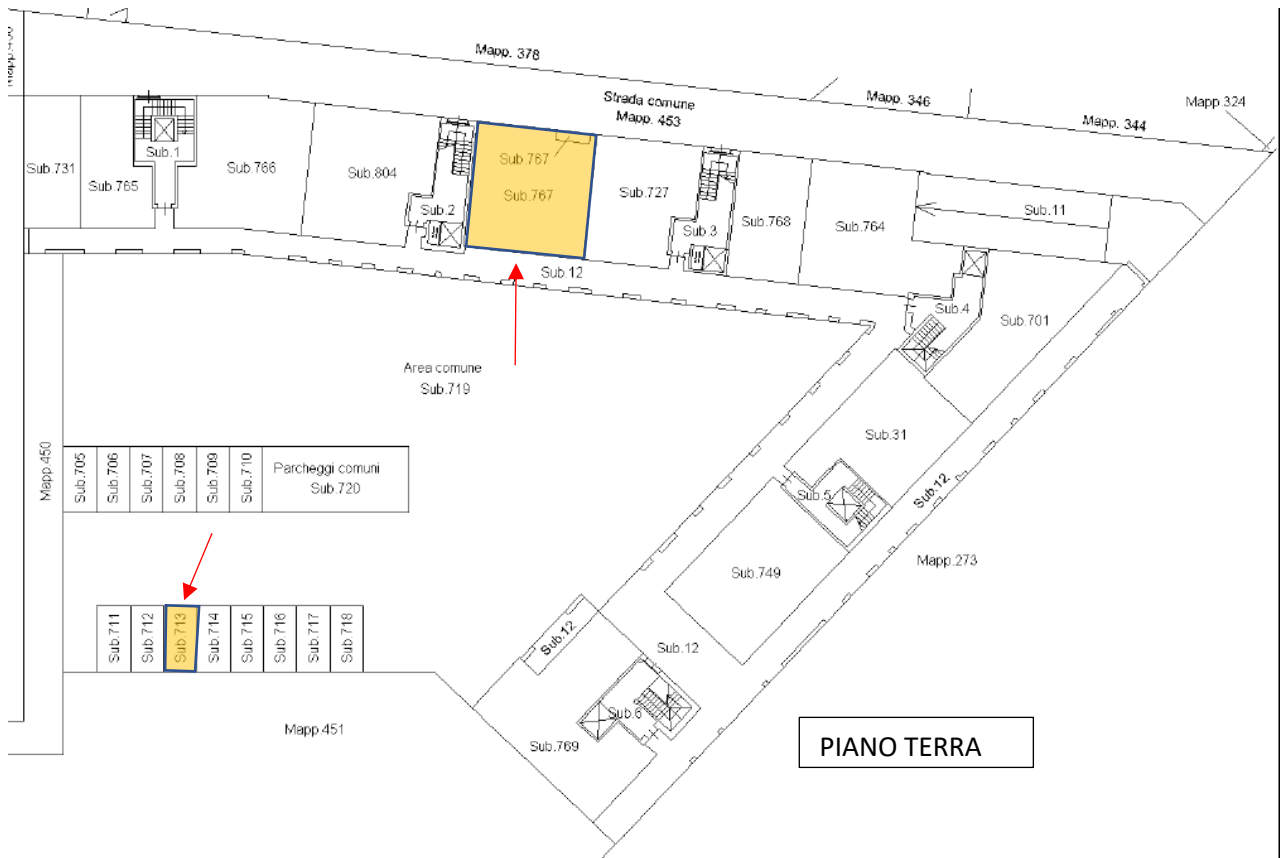 Mapp. 378
Mapp. 346
Mapp.324
Mapp. 344
Strada comune
Mapp. 453
Sub.1
Sub.731
Sub.765
Sub.766
Sub.804
Sub.2
Sub.767
Sub.767
Sub.727
Sub.3
Sub.768
Sub.764
Sub.11
Sub.12
Sub.4
Sub.701
Area comune
Sub.719
Sub.31
Mapp.450
Sub.705
Sub.706
Sub.707
Sub.708
Sub.709
Sub.710
Parcheggi comuni
Sub.720
Sub.5
Sub.12
Mapp.273
Sub.749
Sub.711
Sub.712
Sub.713
Sub.714
Sub.715
Sub.716
Sub.717
Sub.718
Sub.12
Sub.12
Mapp.451
Sub.6
Sub.769
PIANO TERRA